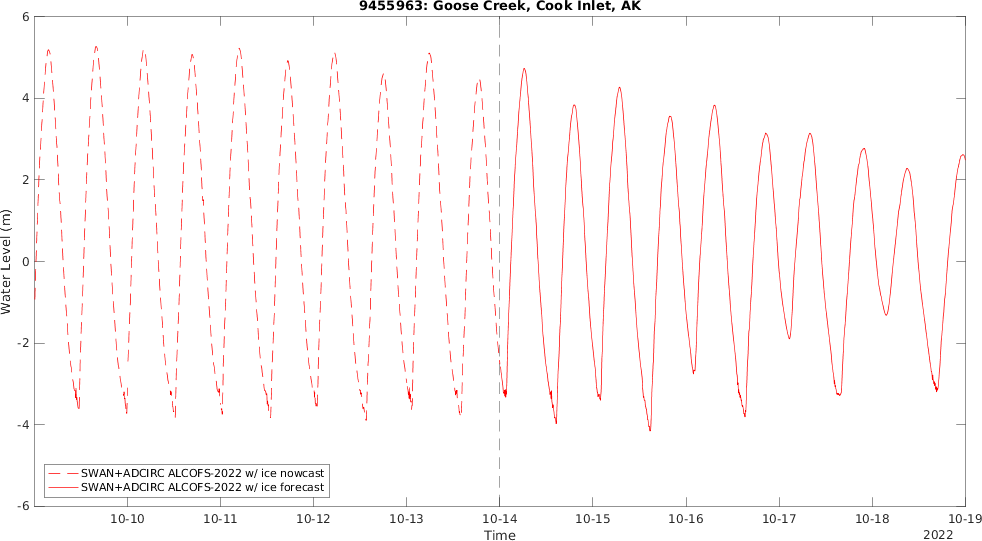 9455963: Goose Creek, Cook Inlet, AK
Water Level (m)
6
4
2
0
-2
-4
-6
SWAN+ADCIRC ALCOFS-2022 w/ ice nowcast
SWAN+ADCIRC ALCOFS-2022 w/ ice forecast
10-10 10-11 10-12 10-13 10-14 10-15 10-16 10-17 10-18 10-19
Time
2022